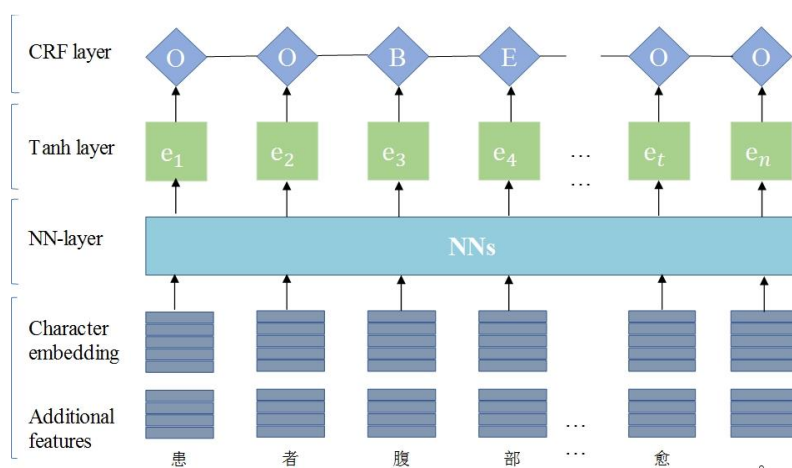 CRF layer O O B E O O
Tanh layer e₁ e₂ e₃ e₄ … eₜ eₙ
…
NN-layer NNs
Character
embedding
Additional
features …
患 者 腹 部 … 愈 。